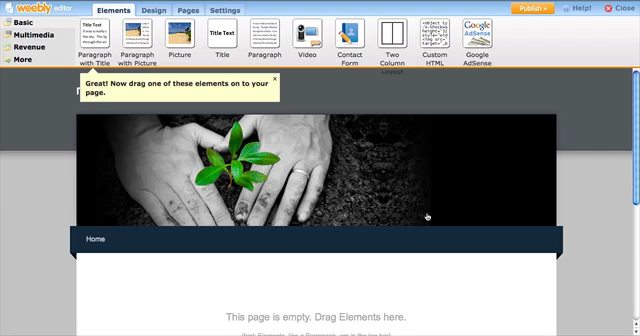 weebly editor
Elements Design Pages Settings
Publish » Help! Close
Basic
Multimedia
Revenue
More
Title Text
Title Text
Google
AdSense
Paragraph with Title
Paragraph with Picture
Picture
Title
Paragraph
Video
Contact Form
Two Column Layout
Custom HTML
Google AdSense
Great! Now drag one of these elements on to your
page.
x
Home
This page is empty. Drag Elements here.